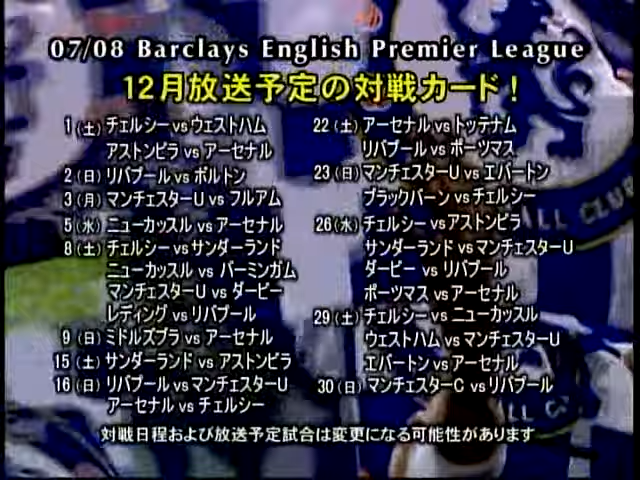 07/08 Barclays English Premier League
12月放送予定の対戦カード！
1(土) チェルシー vs ウェストハム
アストンビラ vs アーセナル
2(日) リバプール vs ボルトン
3(月) マンチェスターU vs フルアム
5(水) ニューカッスル vs アーセナル
8(土) チェルシー vs サンダーランド
ニューカッスル vs バーミンガム
マンチェスターU vs ダービー
レディング vs リバプール
9(日) ミドルズブラ vs アーセナル
15(土) サンダーランド vs アストンビラ
16(日) リバプール vs マンチェスターU
アーセナル vs チェルシー
22(土) アーセナル vs トッテナム
リバプール vs ポーツマス
23(日) マンチェスターU vs エバートン
ブラックバーン vs チェルシー
26(水) チェルシー vs アストンビラ
サンダーランド vs マンチェスターU
ダービー vs リバプール
ポーツマス vs アーセナル
29(土) チェルシー vs ニューカッスル
ウェストハム vs マンチェスターU
エバートン vs アーセナル
30(日) マンチェスターC vs リバプール
対戦日程および放送予定試合は変更になる可能性があります
LL CLUB